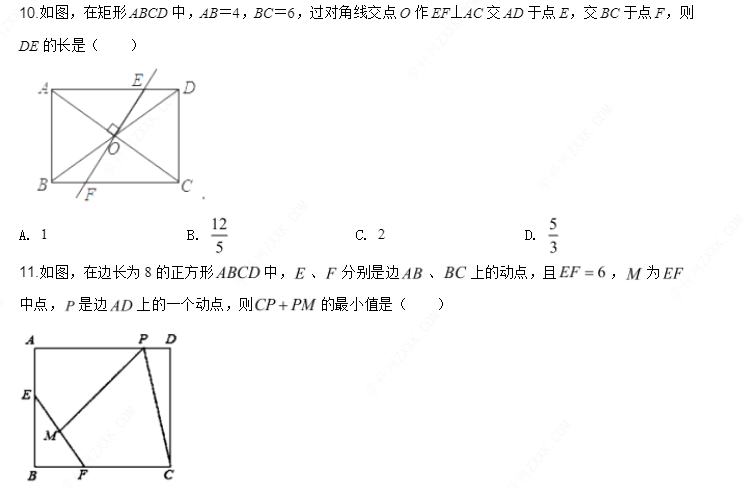 10.如图，在矩形ABCD中，AB＝4，BC＝6，过对角线交点O作EF⊥AC交AD于点E，交BC于点F，则
DE的长是（  ）
A E D
O
B F C .
A. 1 B. 12/5 C. 2 D. 5/3
11.如图，在边长为8的正方形ABCD中，E、F分别是边AB、BC上的动点，且EF=6，M为EF
中点，P是边AD上的一个动点，则CP+PM的最小值是（  ）
A P D
E
M
B F C